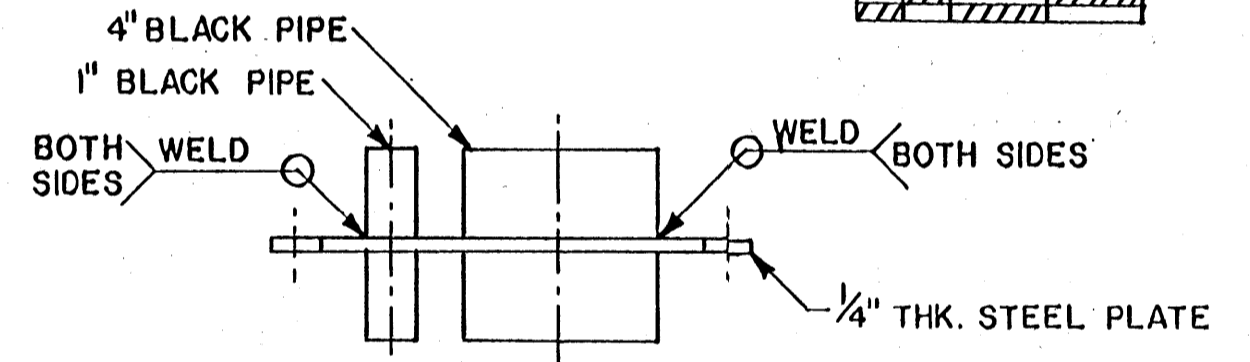 4" BLACK PIPE
1" BLACK PIPE
BOTH SIDES
WELD
WELD
BOTH SIDES
1/4" THK. STEEL PLATE